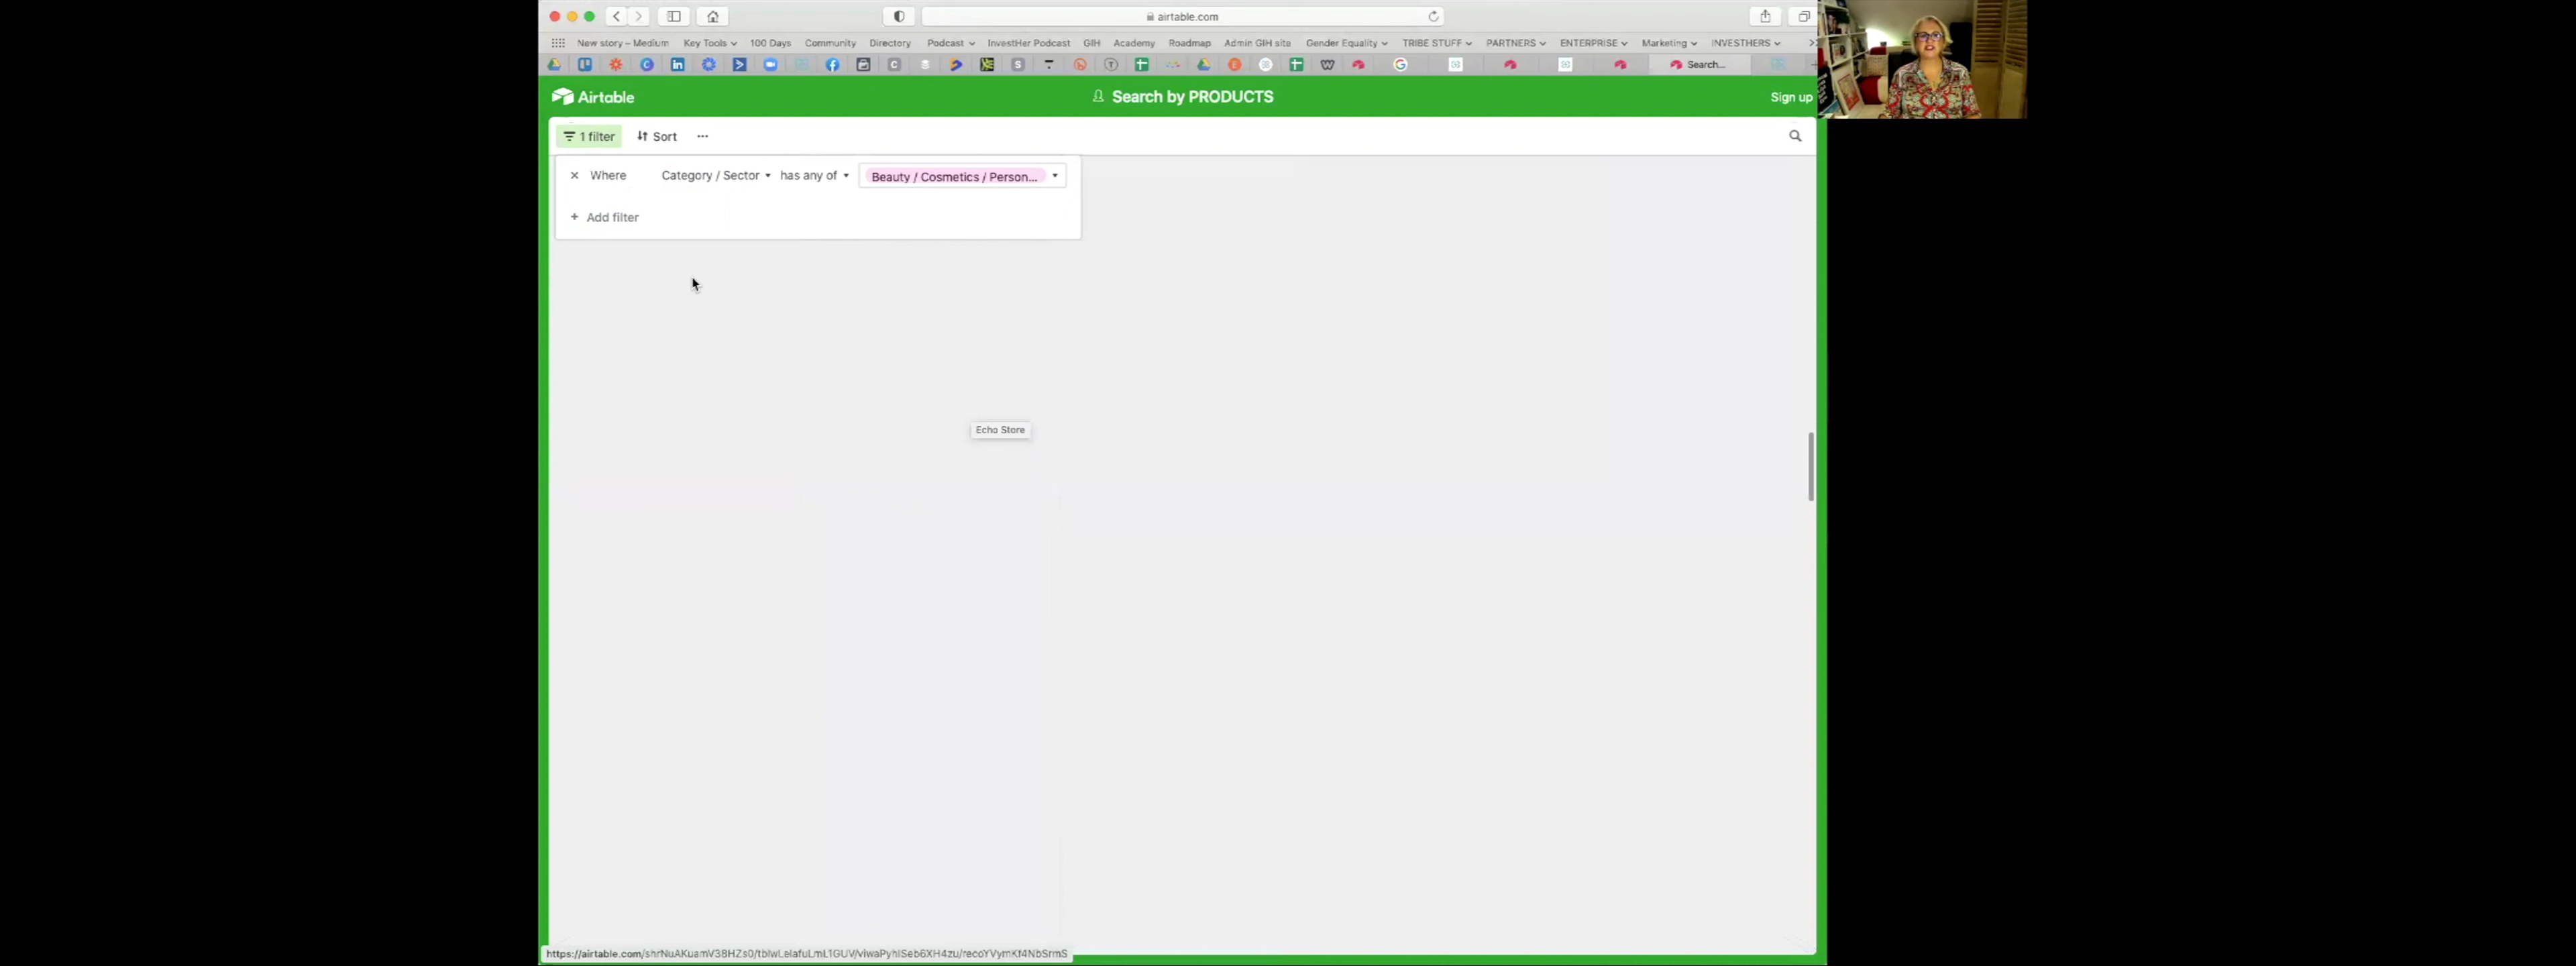 airtable.com
New story – Medium Key Tools 100 Days Community Directory Podcast InvestHer Podcast GIH Academy Roadmap Admin GIH site Gender Equality TRIBE STUFF PARTNERS ENTERPRISE Marketing INVESTHERS
Search...
Airtable
Search by PRODUCTS
Sign up
1 filter Sort ...
Where Category / Sector has any of Beauty / Cosmetics / Person...
+ Add filter
Echo Store